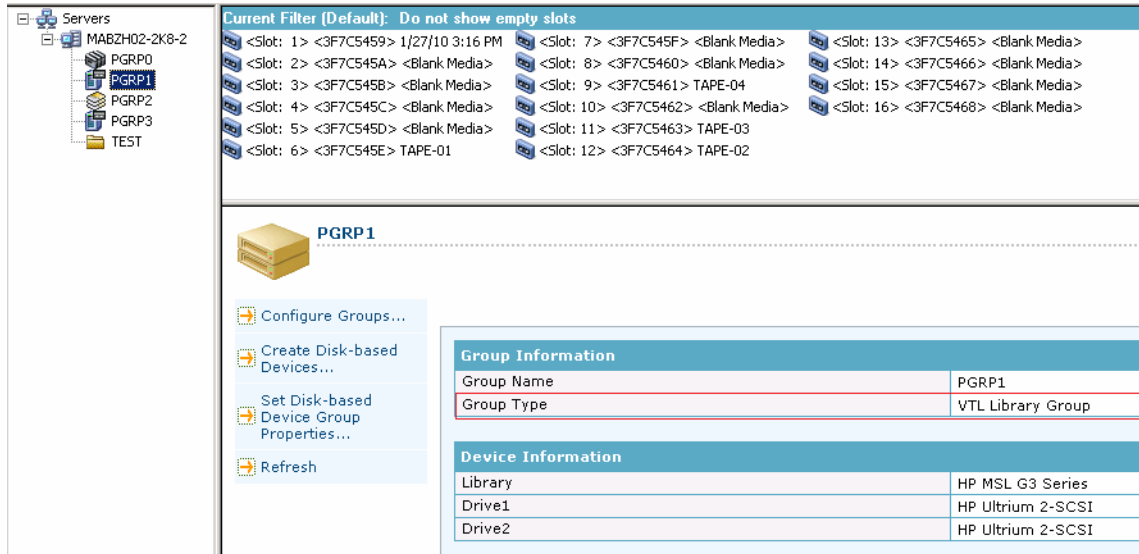 Servers
MABZH02-2K8-2
PGRP0
PGRP1
PGRP2
PGRP3
TEST
Current Filter (Default):  Do not show empty slots
<Slot:  1> <3F7C5459> 1/27/10 3:16 PM
<Slot:  2> <3F7C545A> <Blank Media>
<Slot:  3> <3F7C545B> <Blank Media>
<Slot:  4> <3F7C545C> <Blank Media>
<Slot:  5> <3F7C545D> <Blank Media>
<Slot:  6> <3F7C545E> TAPE-01
<Slot:  7> <3F7C545F> <Blank Media>
<Slot:  8> <3F7C5460> <Blank Media>
<Slot:  9> <3F7C5461> TAPE-04
<Slot: 10> <3F7C5462> <Blank Media>
<Slot: 11> <3F7C5463> TAPE-03
<Slot: 12> <3F7C5464> TAPE-02
<Slot: 13> <3F7C5465> <Blank Media>
<Slot: 14> <3F7C5466> <Blank Media>
<Slot: 15> <3F7C5467> <Blank Media>
<Slot: 16> <3F7C5468> <Blank Media>
PGRP1
Configure Groups...
Create Disk-based
Devices...
Set Disk-based
Device Group
Properties...
Refresh
Group Information
Group Name PGRP1
Group Type VTL Library Group
Device Information
Library HP MSL G3 Series
Drive1 HP Ultrium 2-SCSI
Drive2 HP Ultrium 2-SCSI